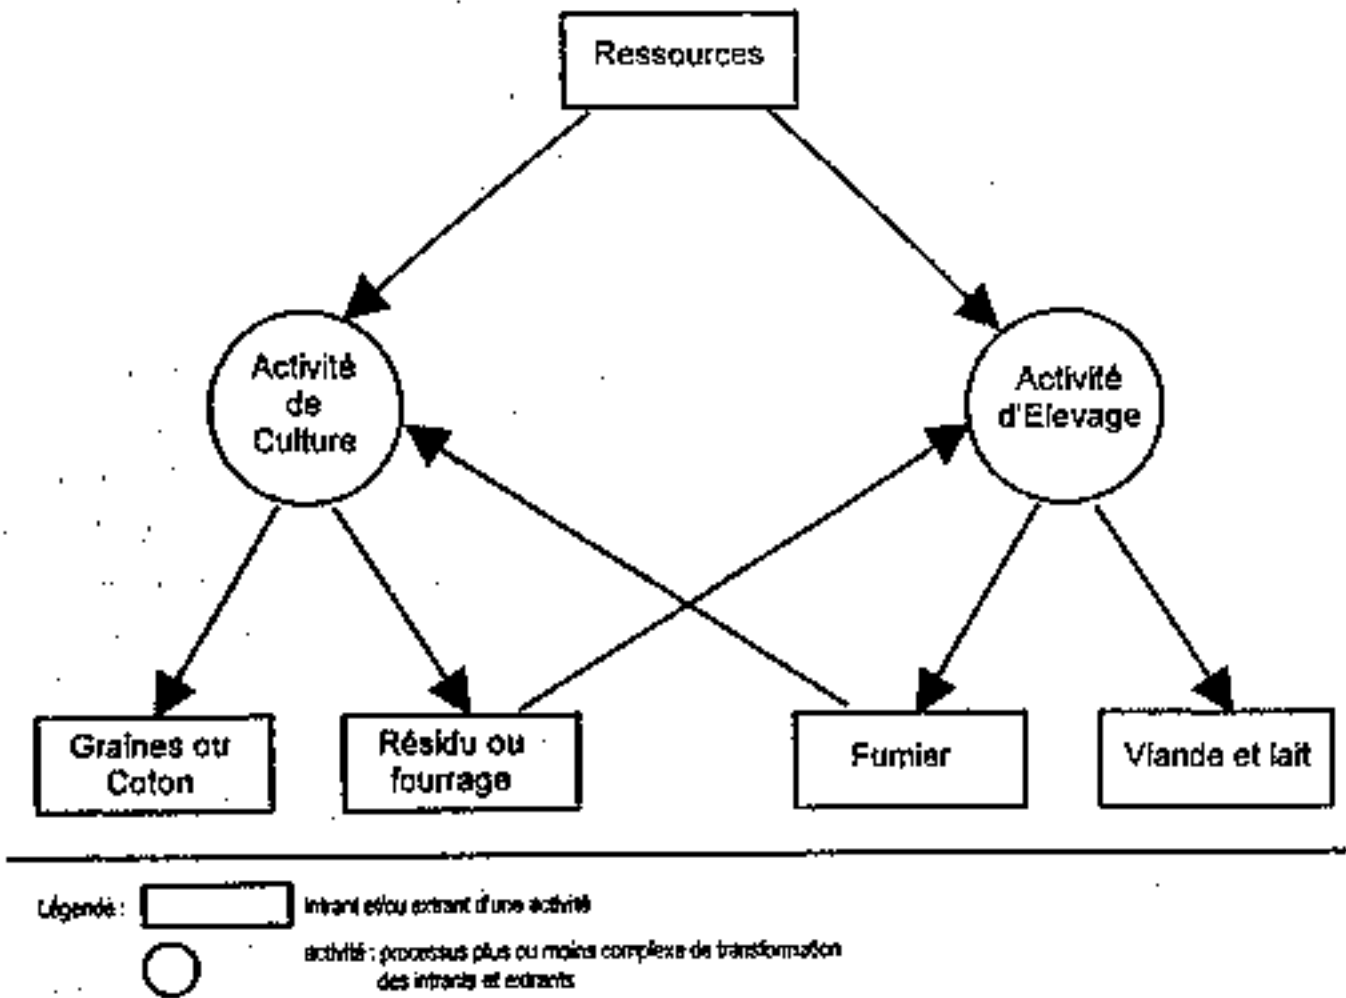 Ressources
Activité
de
Culture
Activité
d'Elevage
Graines ou
Coton
Résidu ou
fourrage
Fumier
Viande et lait
Légende :
intrant et/ou extrant d'une activité
activité : processus plus ou moins complexe de transformation
des intrants et extrants